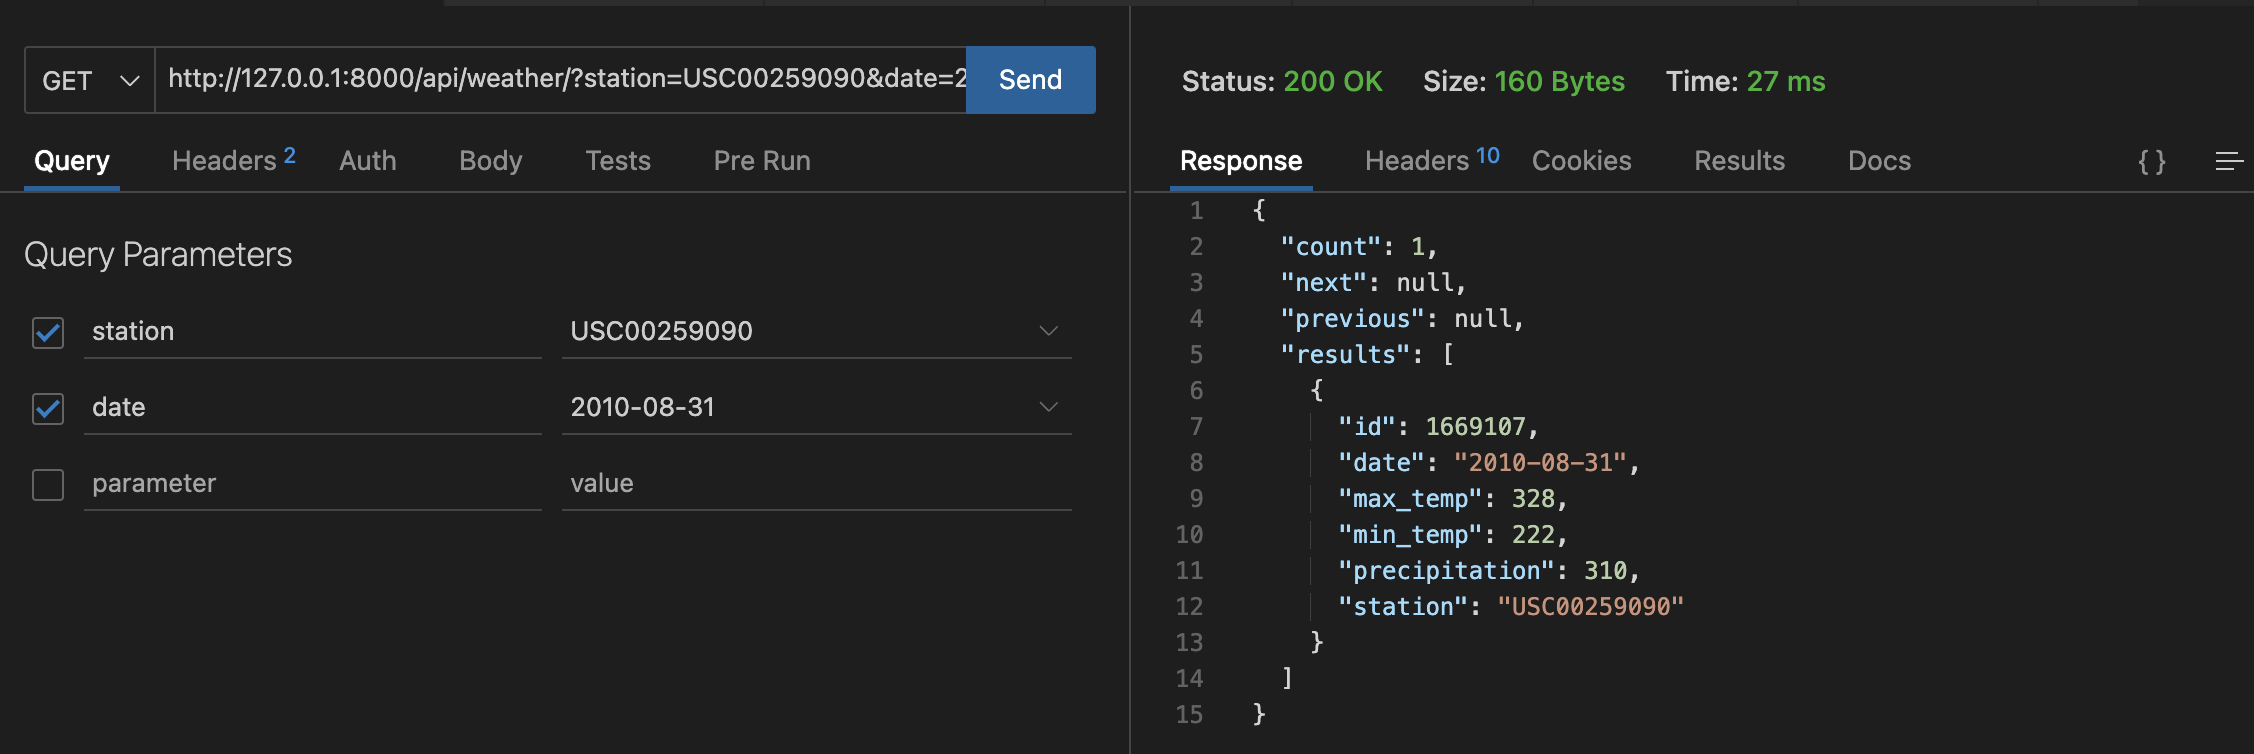 GET http://127.0.0.1:8000/api/weather/?station=USC00259090&date=2 Send
Query Headers 2 Auth Body Tests Pre Run
Query Parameters
station USC00259090
date 2010-08-31
parameter value
Status: 200 OK Size: 160 Bytes Time: 27 ms
Response Headers 10 Cookies Results Docs { }
1 {
2 "count": 1,
3 "next": null,
4 "previous": null,
5 "results": [
6 {
7 "id": 1669107,
8 "date": "2010-08-31",
9 "max_temp": 328,
10 "min_temp": 222,
11 "precipitation": 310,
12 "station": "USC00259090"
13 }
14 ]
15 }